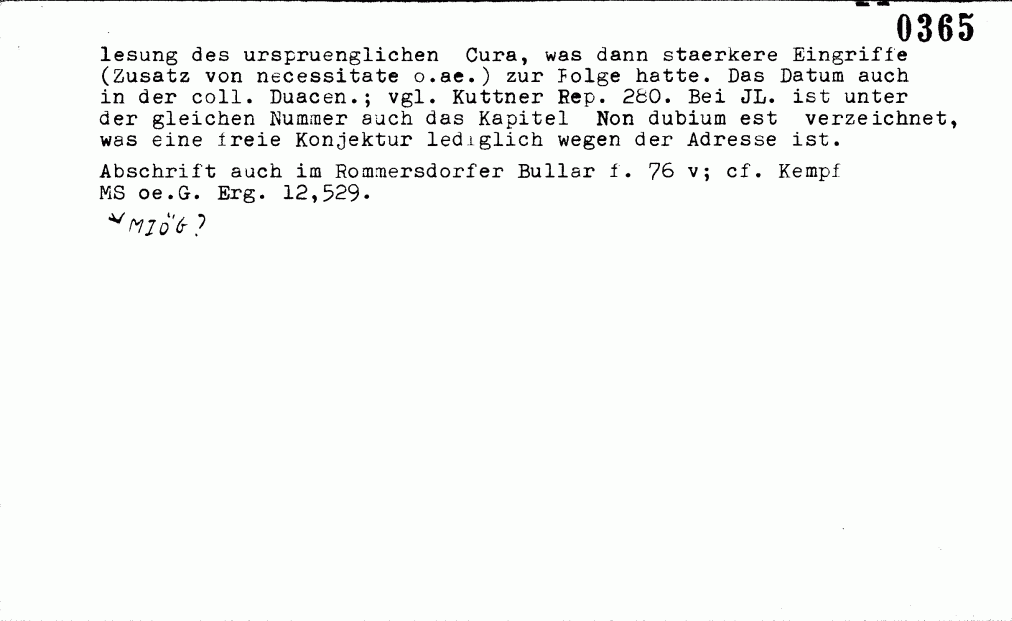 0365
lesung des urspruenglichen Cura, was dann staerkere Eingriffe
(Zusatz von necessitate o.ae.) zur Folge hatte. Das Datum auch
in der coll. Duacen.; vgl. Kuttner Rep. 280. Bei JL. ist unter
der gleichen Nummer auch das Kapitel Non dubium est verzeichnet,
was eine freie Konjektur lediglich wegen der Adresse ist.
Abschrift auch im Rommersdorfer Bullar f. 76 v; cf. Kempf
MS oe.G. Erg. 12,529.
MIÖG?